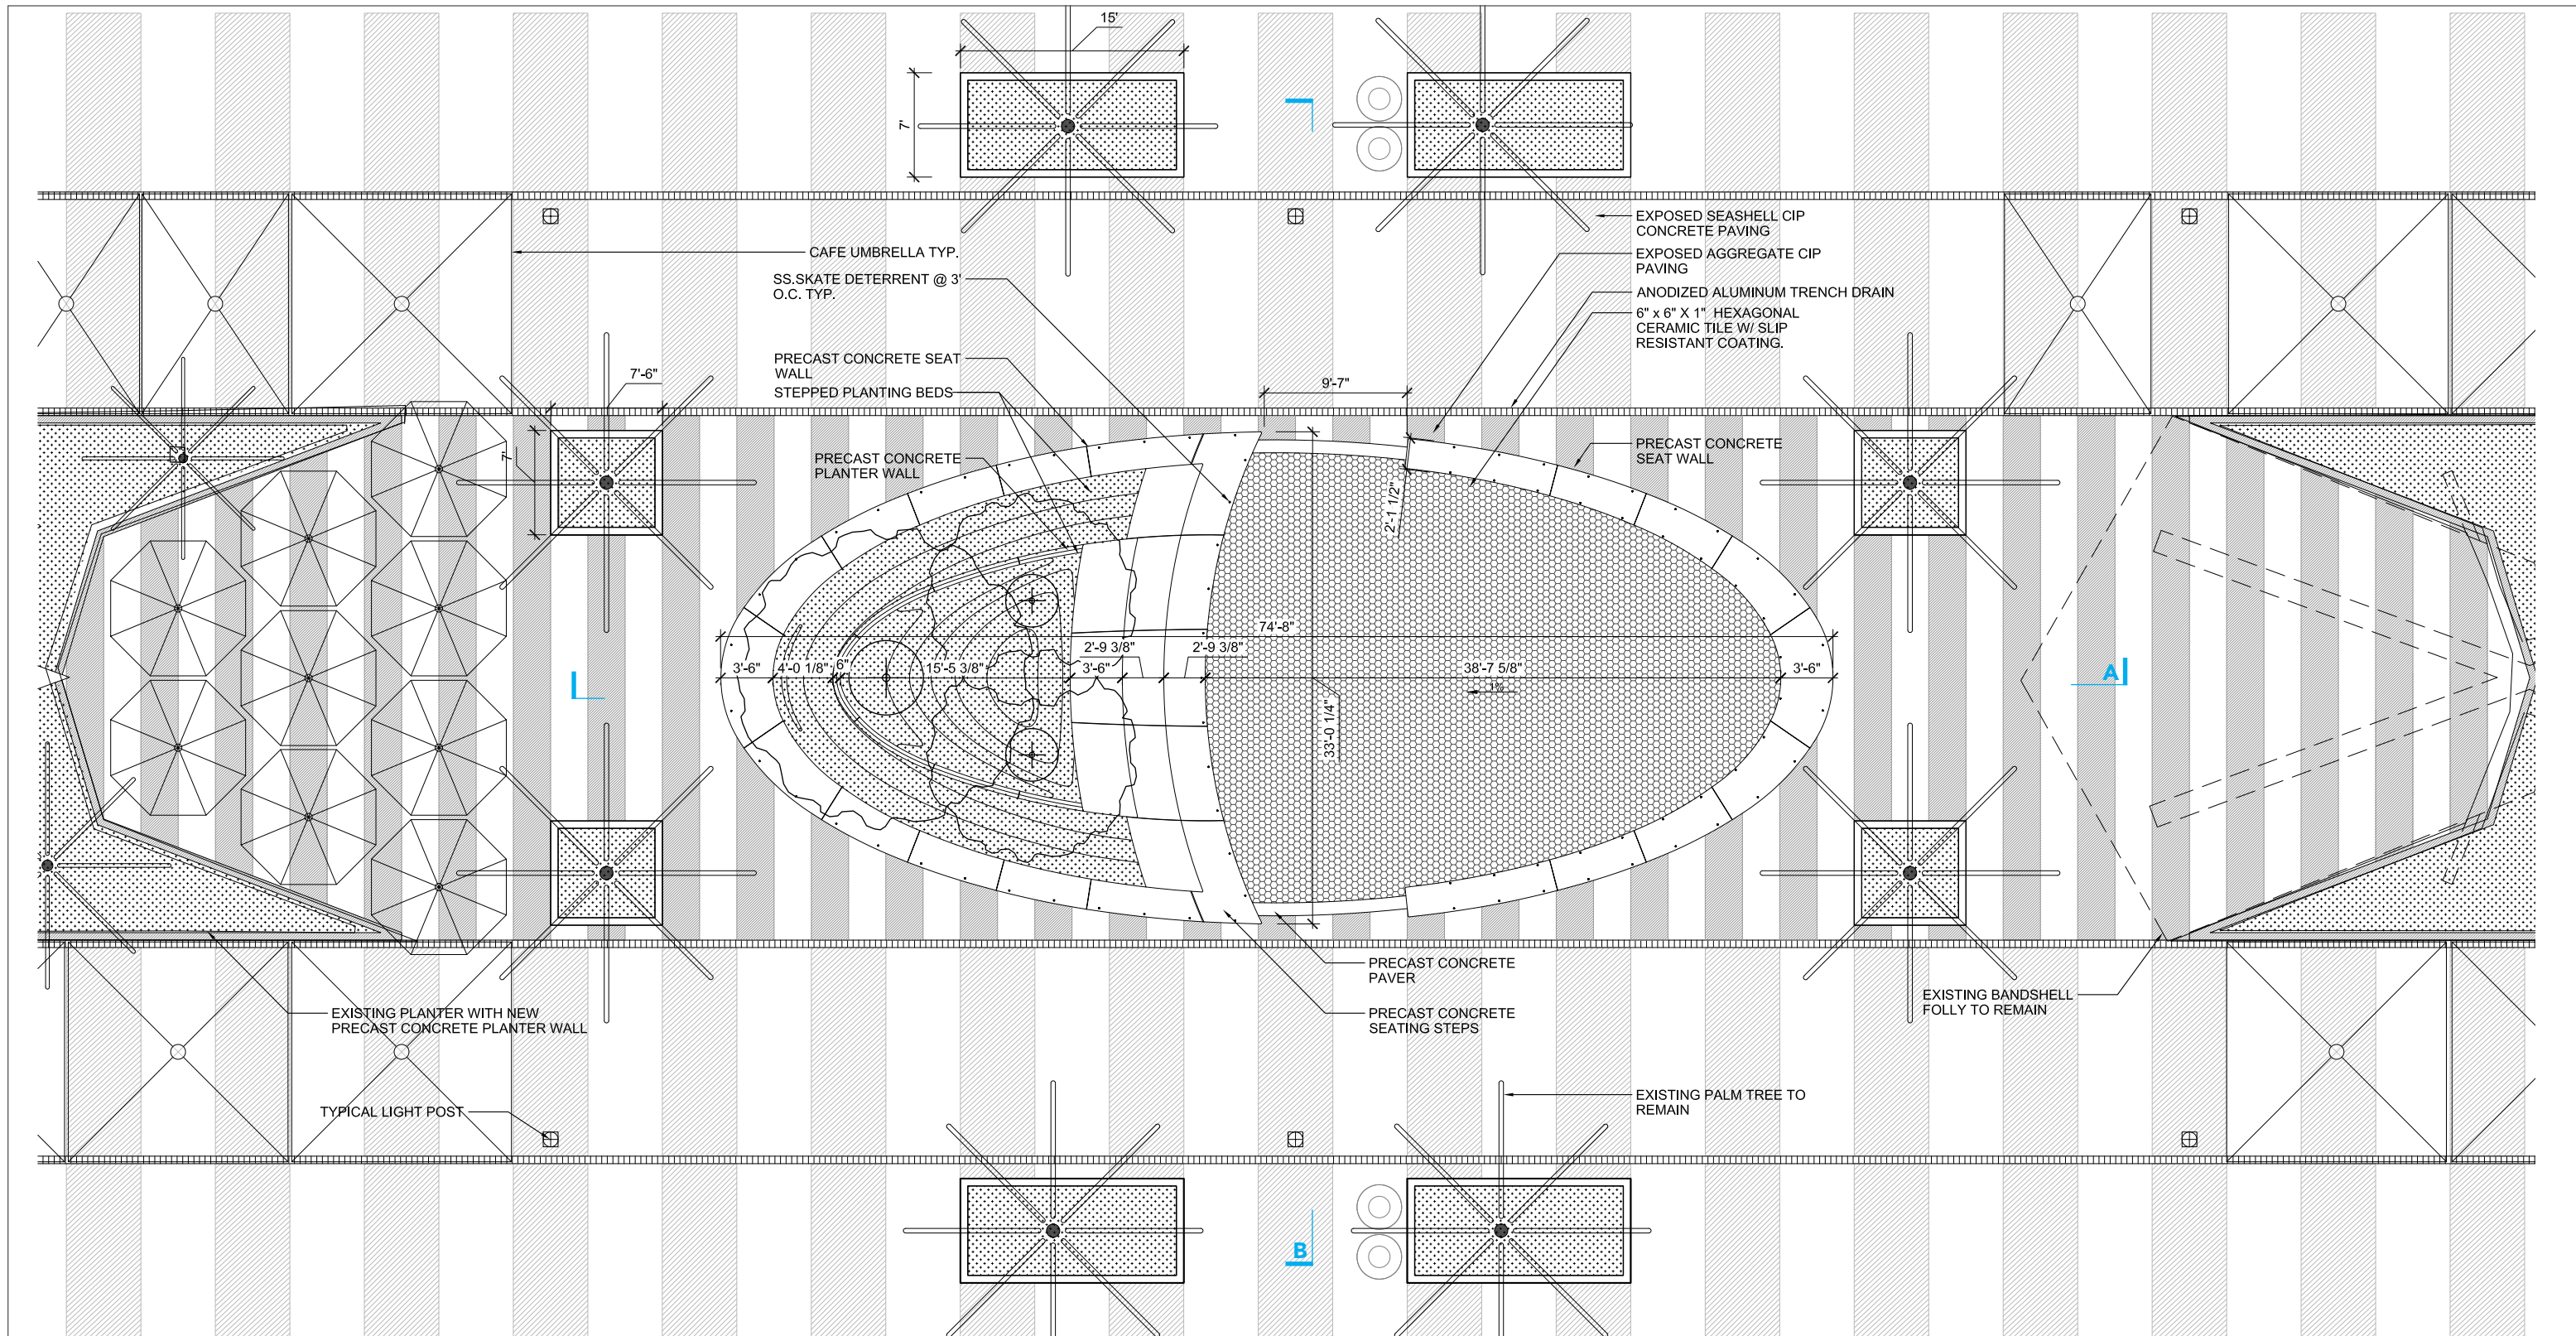 15'
7'
EXPOSED SEASHELL CIP
CONCRETE PAVING
CAFE UMBRELLA TYP.
EXPOSED AGGREGATE CIP
PAVING
SS.SKATE DETERRENT @ 3'
O.C. TYP.
ANODIZED ALUMINUM TRENCH DRAIN
6" x 6" X 1" HEXAGONAL
CERAMIC TILE W/ SLIP
RESISTANT COATING.
PRECAST CONCRETE SEAT
WALL
7'-6"
9'-7"
STEPPED PLANTING BEDS
7'
PRECAST CONCRETE
PLANTER WALL
PRECAST CONCRETE
SEAT WALL
2'-1 1/2"
74'-8"
2'-9 3/8"
2'-9 3/8"
3'-6"
4'-0 1/8"
6"
15'-5 3/8"
3'-6"
38'-7 5/8"
3'-6"
A
1%
33'-0 1/4"
PRECAST CONCRETE
PAVER
EXISTING BANDSHELL
FOLLY TO REMAIN
EXISTING PLANTER WITH NEW
PRECAST CONCRETE PLANTER WALL
PRECAST CONCRETE
SEATING STEPS
EXISTING PALM TREE TO
REMAIN
TYPICAL LIGHT POST
B